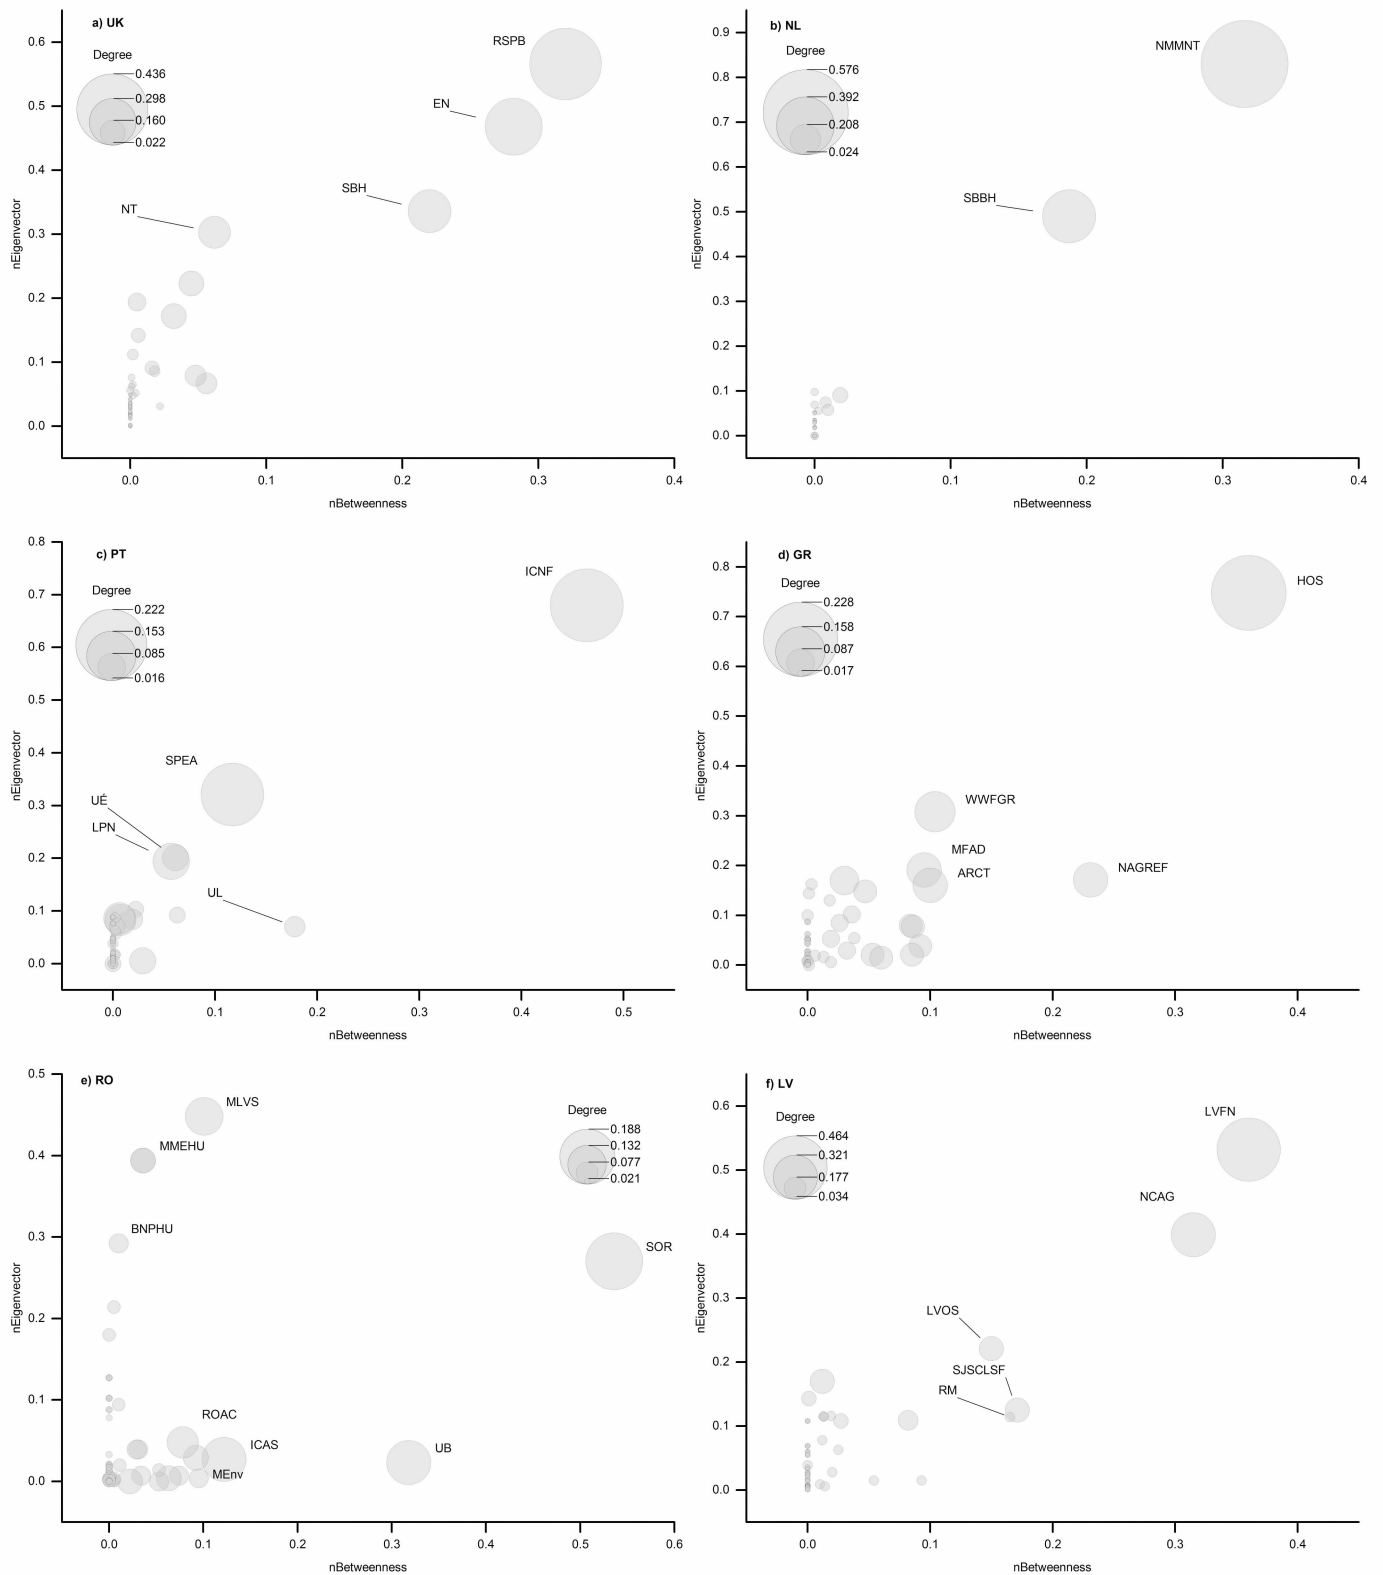 a) UK
Degree
0.436
0.298
0.160
0.022
RSPB
EN
SBH
NT
0.6
0.5
0.4
0.3
0.2
0.1
0.0
nEigenvector
0.0 0.1 0.2 0.3 0.4
nBetweenness
b) NL
Degree
0.576
0.392
0.208
0.024
NMMNT
SBBH
0.9
0.8
0.7
0.6
0.5
0.4
0.3
0.2
0.1
0.0
nEigenvector
0.0 0.1 0.2 0.3 0.4
nBetweenness
c) PT
Degree
0.222
0.153
0.085
0.016
ICNF
SPEA
UÉ
LPN
UL
0.8
0.7
0.6
0.5
0.4
0.3
0.2
0.1
0.0
nEigenvector
0.0 0.1 0.2 0.3 0.4 0.5
nBetweenness
d) GR
Degree
0.228
0.158
0.087
0.017
HOS
WWFGR
MFAD
NAGREF
ARCT
0.8
0.7
0.6
0.5
0.4
0.3
0.2
0.1
0.0
nEigenvector
0.0 0.1 0.2 0.3 0.4
nBetweenness
e) RO
MLVS
Degree
0.188
0.132
0.077
0.021
MMEHU
BNPHU
SOR
ROAC
ICAS
UB
MEnv
0.5
0.4
0.3
0.2
0.1
0.0
nEigenvector
0.0 0.1 0.2 0.3 0.4 0.5 0.6
nBetweenness
f) LV
Degree
0.464
0.321
0.177
0.034
LVFN
NCAG
LVOS
SJSCLSF
RM
0.6
0.5
0.4
0.3
0.2
0.1
0.0
nEigenvector
0.0 0.1 0.2 0.3 0.4
nBetweenness